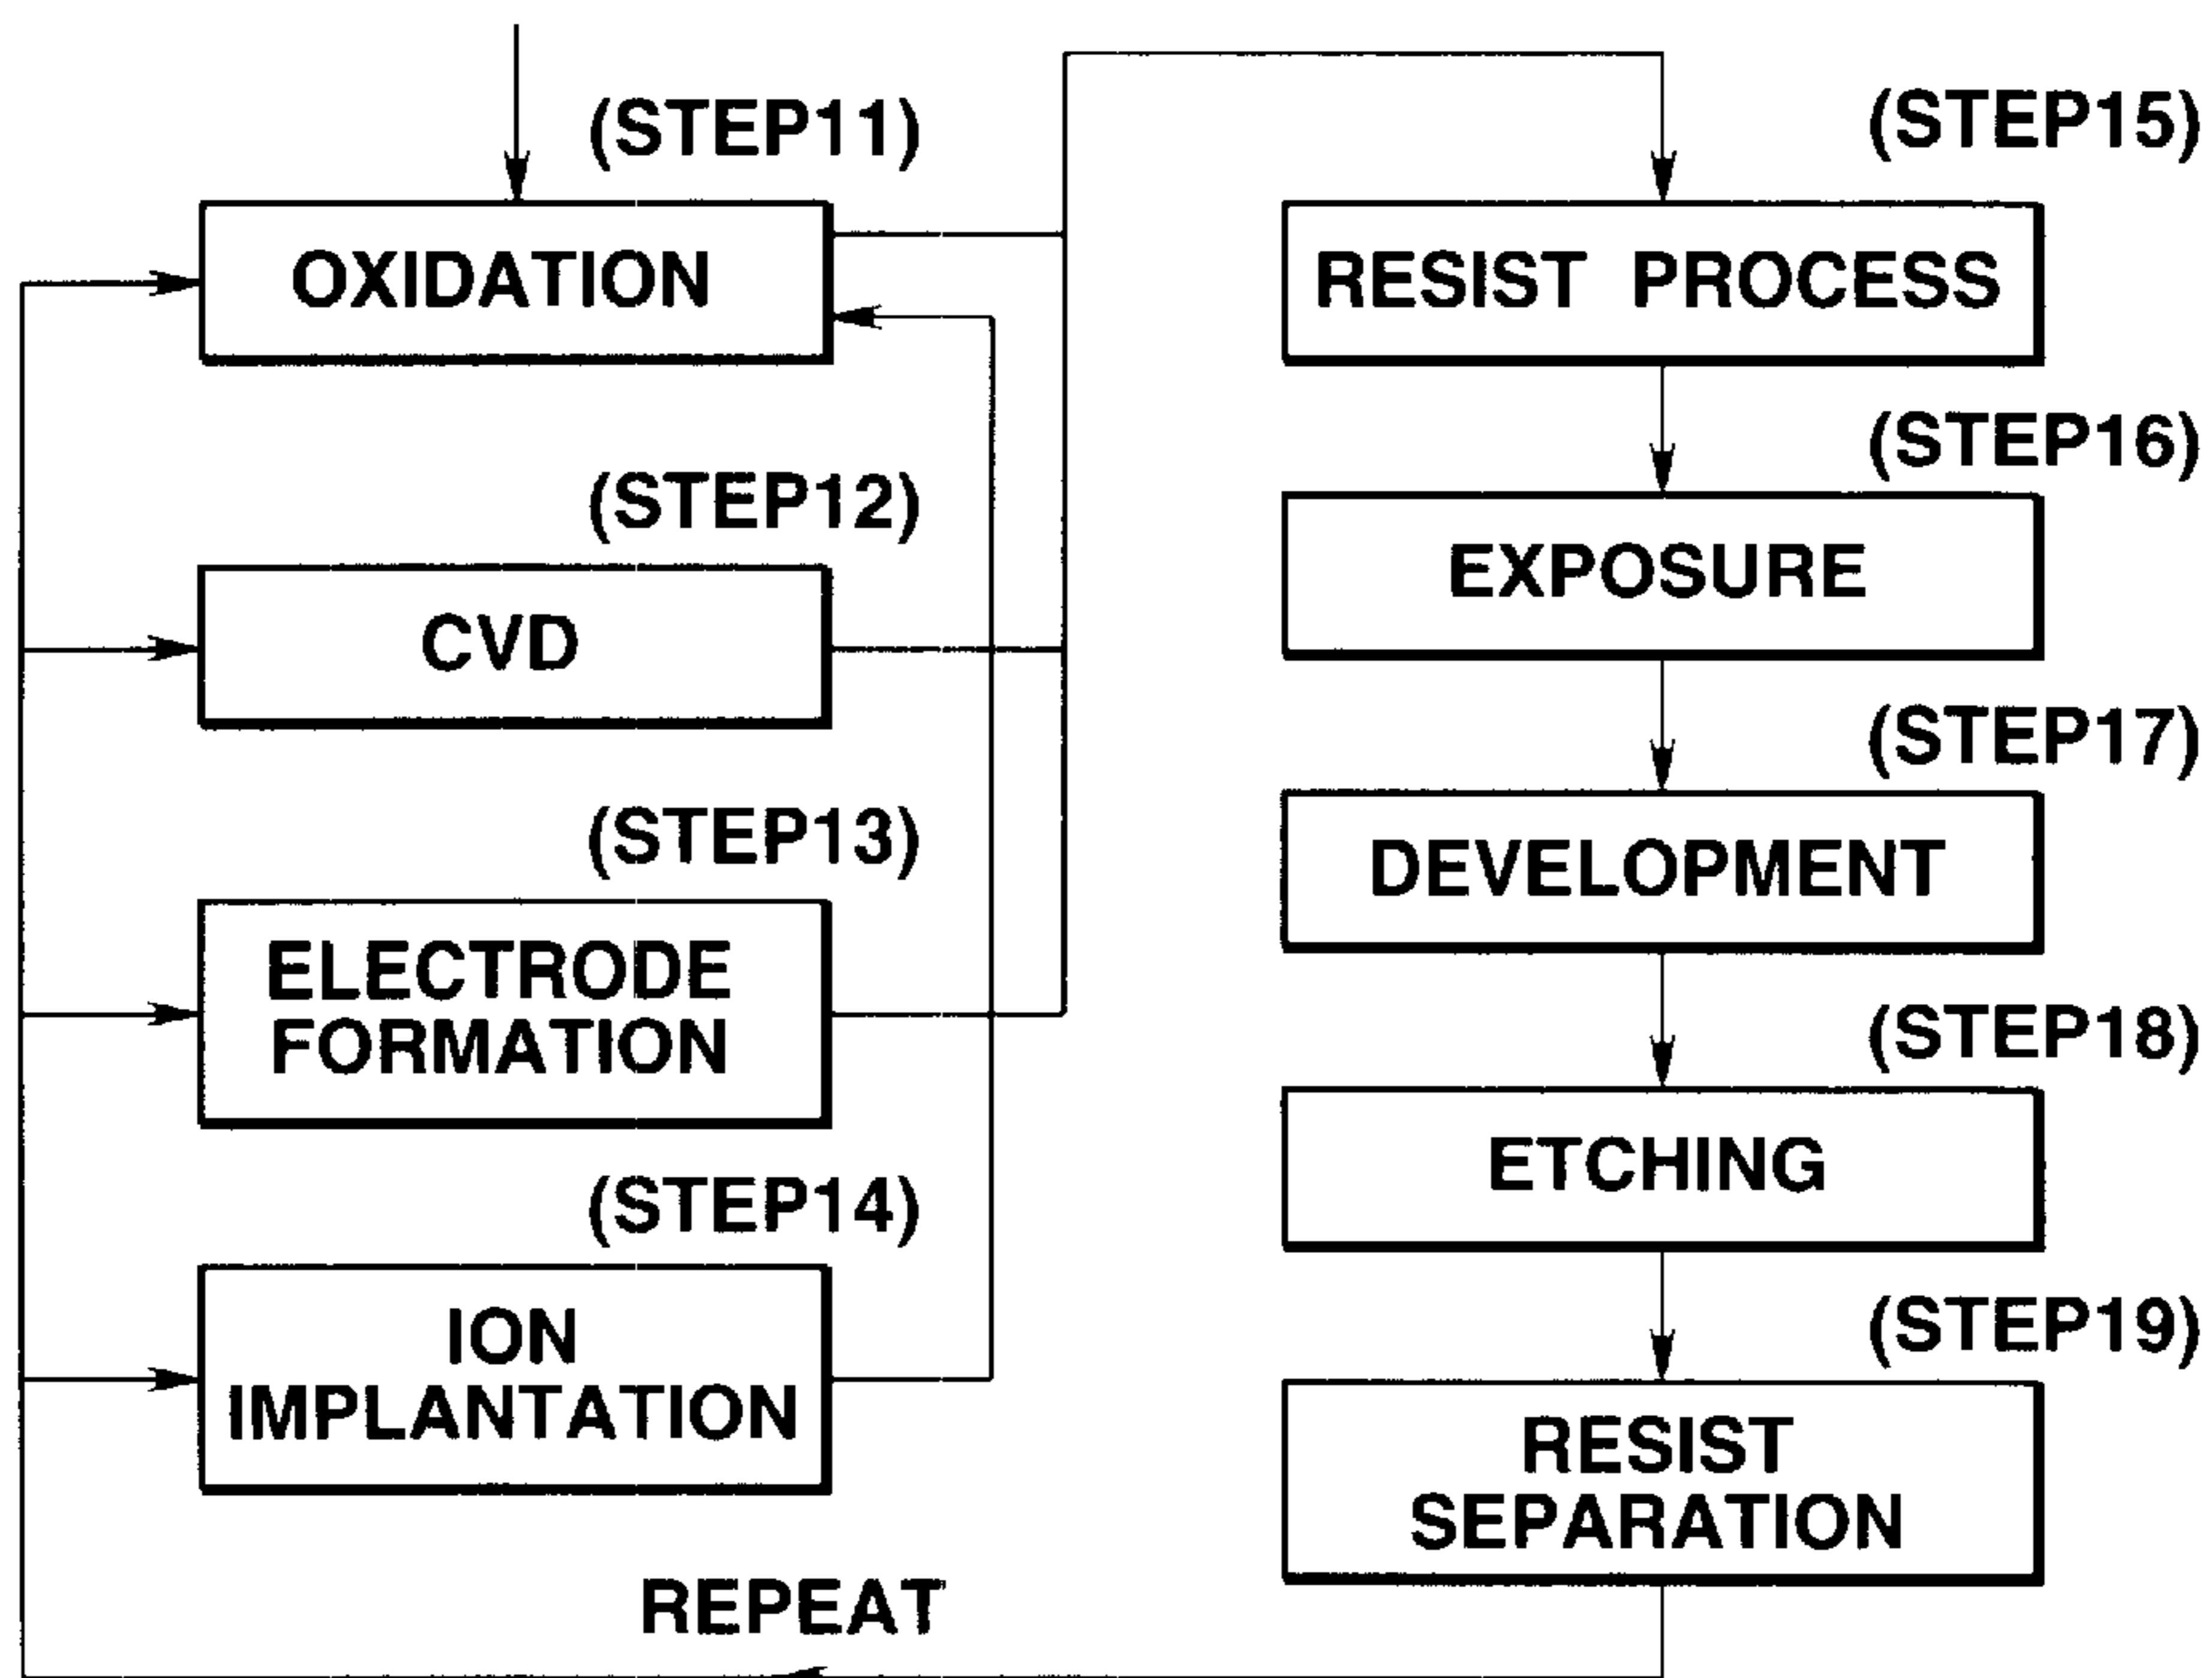 (STEP11)
OXIDATION
(STEP12)
CVD
(STEP13)
ELECTRODE
FORMATION
(STEP14)
ION
IMPLANTATION
REPEAT
(STEP15)
RESIST PROCESS
(STEP16)
EXPOSURE
(STEP17)
DEVELOPMENT
(STEP18)
ETCHING
(STEP19)
RESIST
SEPARATION